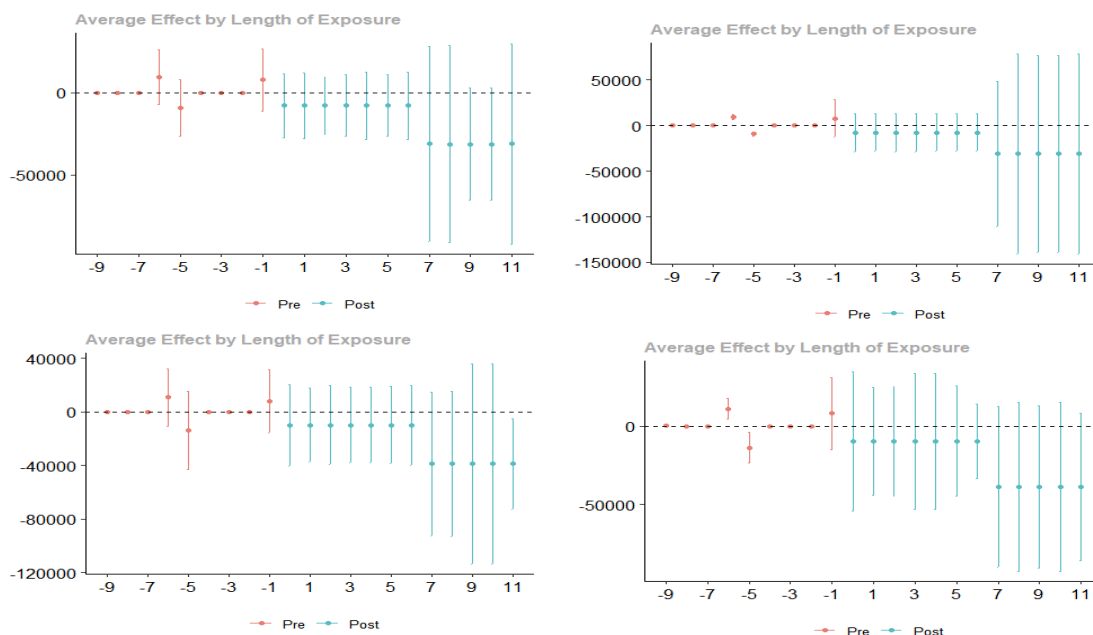 Average Effect by Length of Exposure
0
-50000
-9 -7 -5 -3 -1 1 3 5 7 9 11
Pre Post
Average Effect by Length of Exposure
50000
0
-50000
-100000
-150000
-9 -7 -5 -3 -1 1 3 5 7 9 11
Pre Post
Average Effect by Length of Exposure
40000
0
-40000
-80000
-120000
-9 -7 -5 -3 -1 1 3 5 7 9 11
Pre Post
Average Effect by Length of Exposure
0
-50000
-9 -7 -5 -3 -1 1 3 5 7 9 11
Pre Post